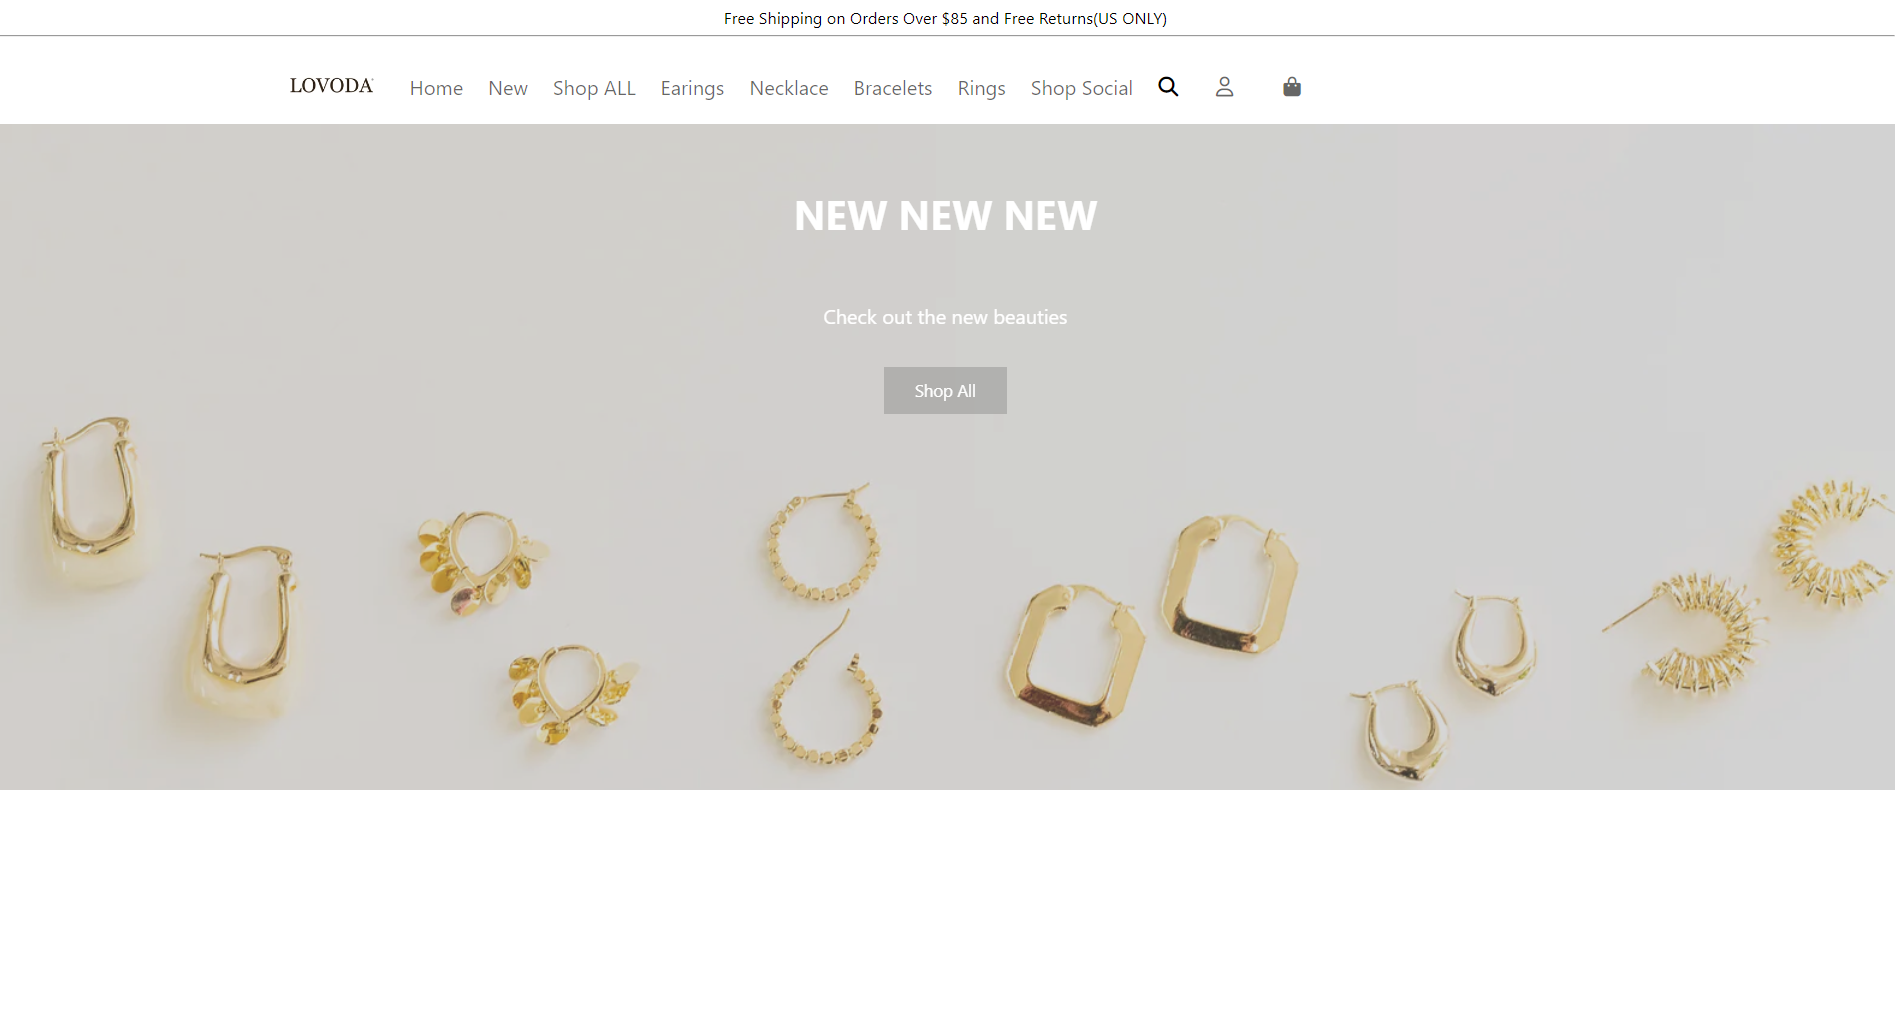 Free Shipping on Orders Over $85 and Free Returns(US ONLY)
LOVODA Home New Shop ALL Earings Necklace Bracelets Rings Shop Social
NEW NEW NEW
Check out the new beauties
Shop All